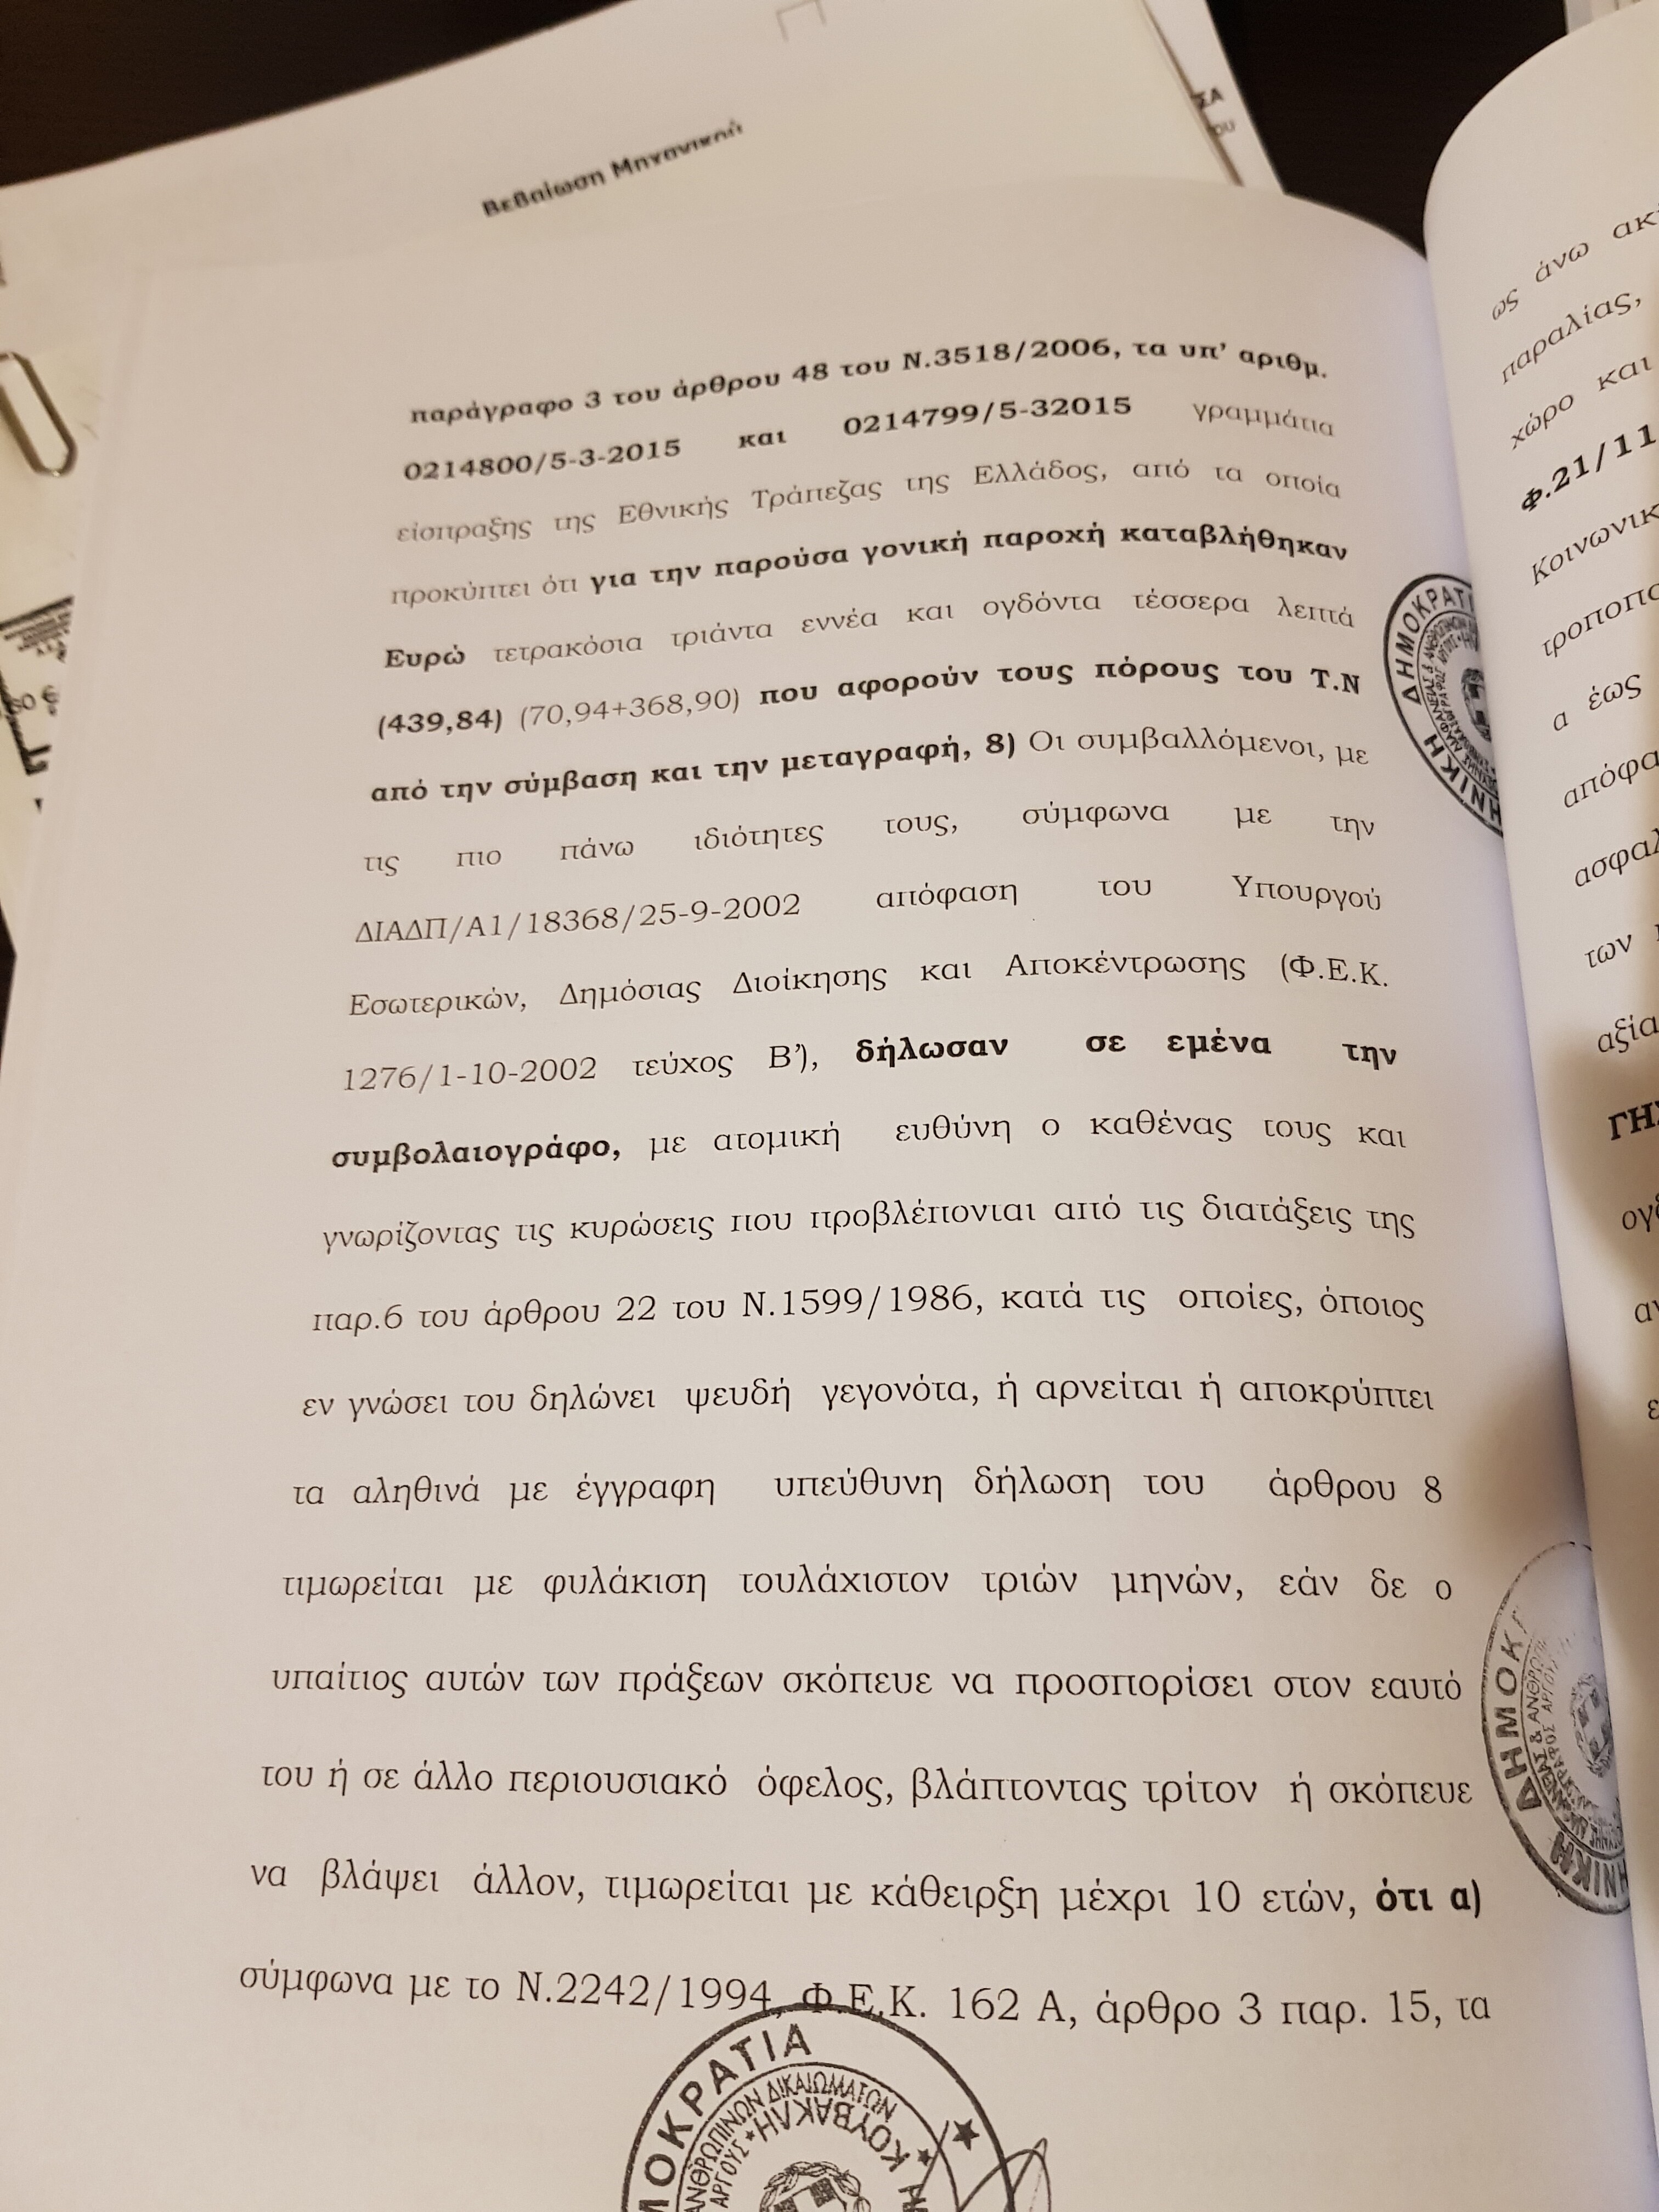 Βεβαίωση Μηχανικού
ΣΑ
παράγραφο 3 του άρθρου 48 του Ν.3518/2006, τα υπ’ αριθμ.
0214800/5-3-2015 και 0214799/5-32015 γραμμάτια
είσπραξης της Εθνικής Τράπεζας της Ελλάδος, από τα οποία
προκύπτει ότι για την παρούσα γονική παροχή καταβλήθηκαν
Ευρώ τετρακόσια τριάντα εννέα και ογδόντα τέσσερα λεπτά
(439,84) (70,94+368,90) που αφορούν τους πόρους του Τ.Ν
από την σύμβαση και την μεταγραφή, 8) Οι συμβαλλόμενοι, με
τις πιο πάνω ιδιότητες τους, σύμφωνα με την
ΔΙΑΔΠ/Α1/18368/25-9-2002 απόφαση του Υπουργού
Εσωτερικών, Δημόσιας Διοίκησης και Αποκέντρωσης (Φ.Ε.Κ.
1276/1-10-2002 τεύχος Β’), δήλωσαν σε εμένα την
συμβολαιογράφο, με ατομική ευθύνη ο καθένας τους και
γνωρίζοντας τις κυρώσεις που προβλέπονται από τις διατάξεις της
παρ.6 του άρθρου 22 του Ν.1599/1986, κατά τις οποίες, όποιος
εν γνώσει του δηλώνει ψευδή γεγονότα, ή αρνείται ή αποκρύπτει
τα αληθινά με έγγραφη υπεύθυνη δήλωση του άρθρου 8
τιμωρείται με φυλάκιση τουλάχιστον τριών μηνών, εάν δε ο
υπαίτιος αυτών των πράξεων σκόπευε να προσπορίσει στον εαυτό
του ή σε άλλο περιουσιακό όφελος, βλάπτοντας τρίτον ή σκόπευε
να βλάψει άλλον, τιμωρείται με κάθειρξη μέχρι 10 ετών, ότι α)
σύμφωνα με το Ν.2242/1994, Φ.Ε.Κ. 162 Α, άρθρο 3 παρ. 15, τα
ΜΟΚΡΑΤΙΑ
ΑΝΘΡΩΠΙΝΩΝ ΔΙΚΑΙΩΜΑΤΩΝ
ΑΡΓΟΥΣ ΚΟΥΒΑΚΛΗ
ΝΙΚΗ ΔΗΜΟΚΡΑΤΙ
ΝΙΚΗ ΔΗΜΟΚΡ
ως άνω ακ
παραλίας,
χώρο και
Φ.21/11
Κοινωνικ
τροποπο
α έως
απόφα
ασφαλ
των
αξία
ΓΗΣ
ογδ
αν
ε